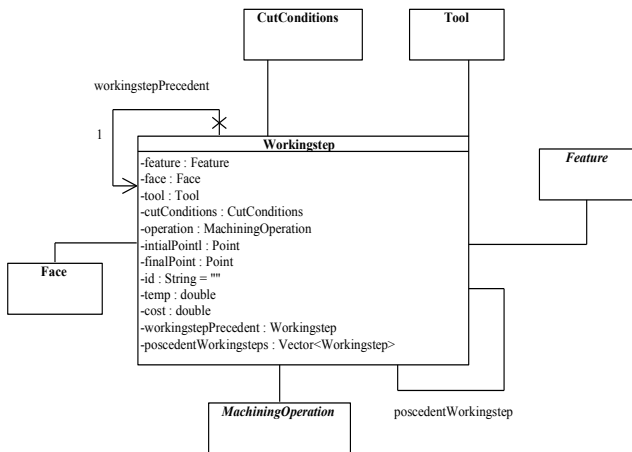 CutConditions
Tool
workingstepPrecedent
1
Workingstep
-feature : Feature
-face : Face
-tool : Tool
-cutConditions : CutConditions
-operation : MachiningOperation
-intialPointl : Point
-finalPoint : Point
-id : String = ""
-temp : double
-cost : double
-workingstepPrecedent : Workingstep
-poscedentWorkingsteps : Vector<Workingstep>
Feature
Face
MachiningOperation
poscedentWorkingstep